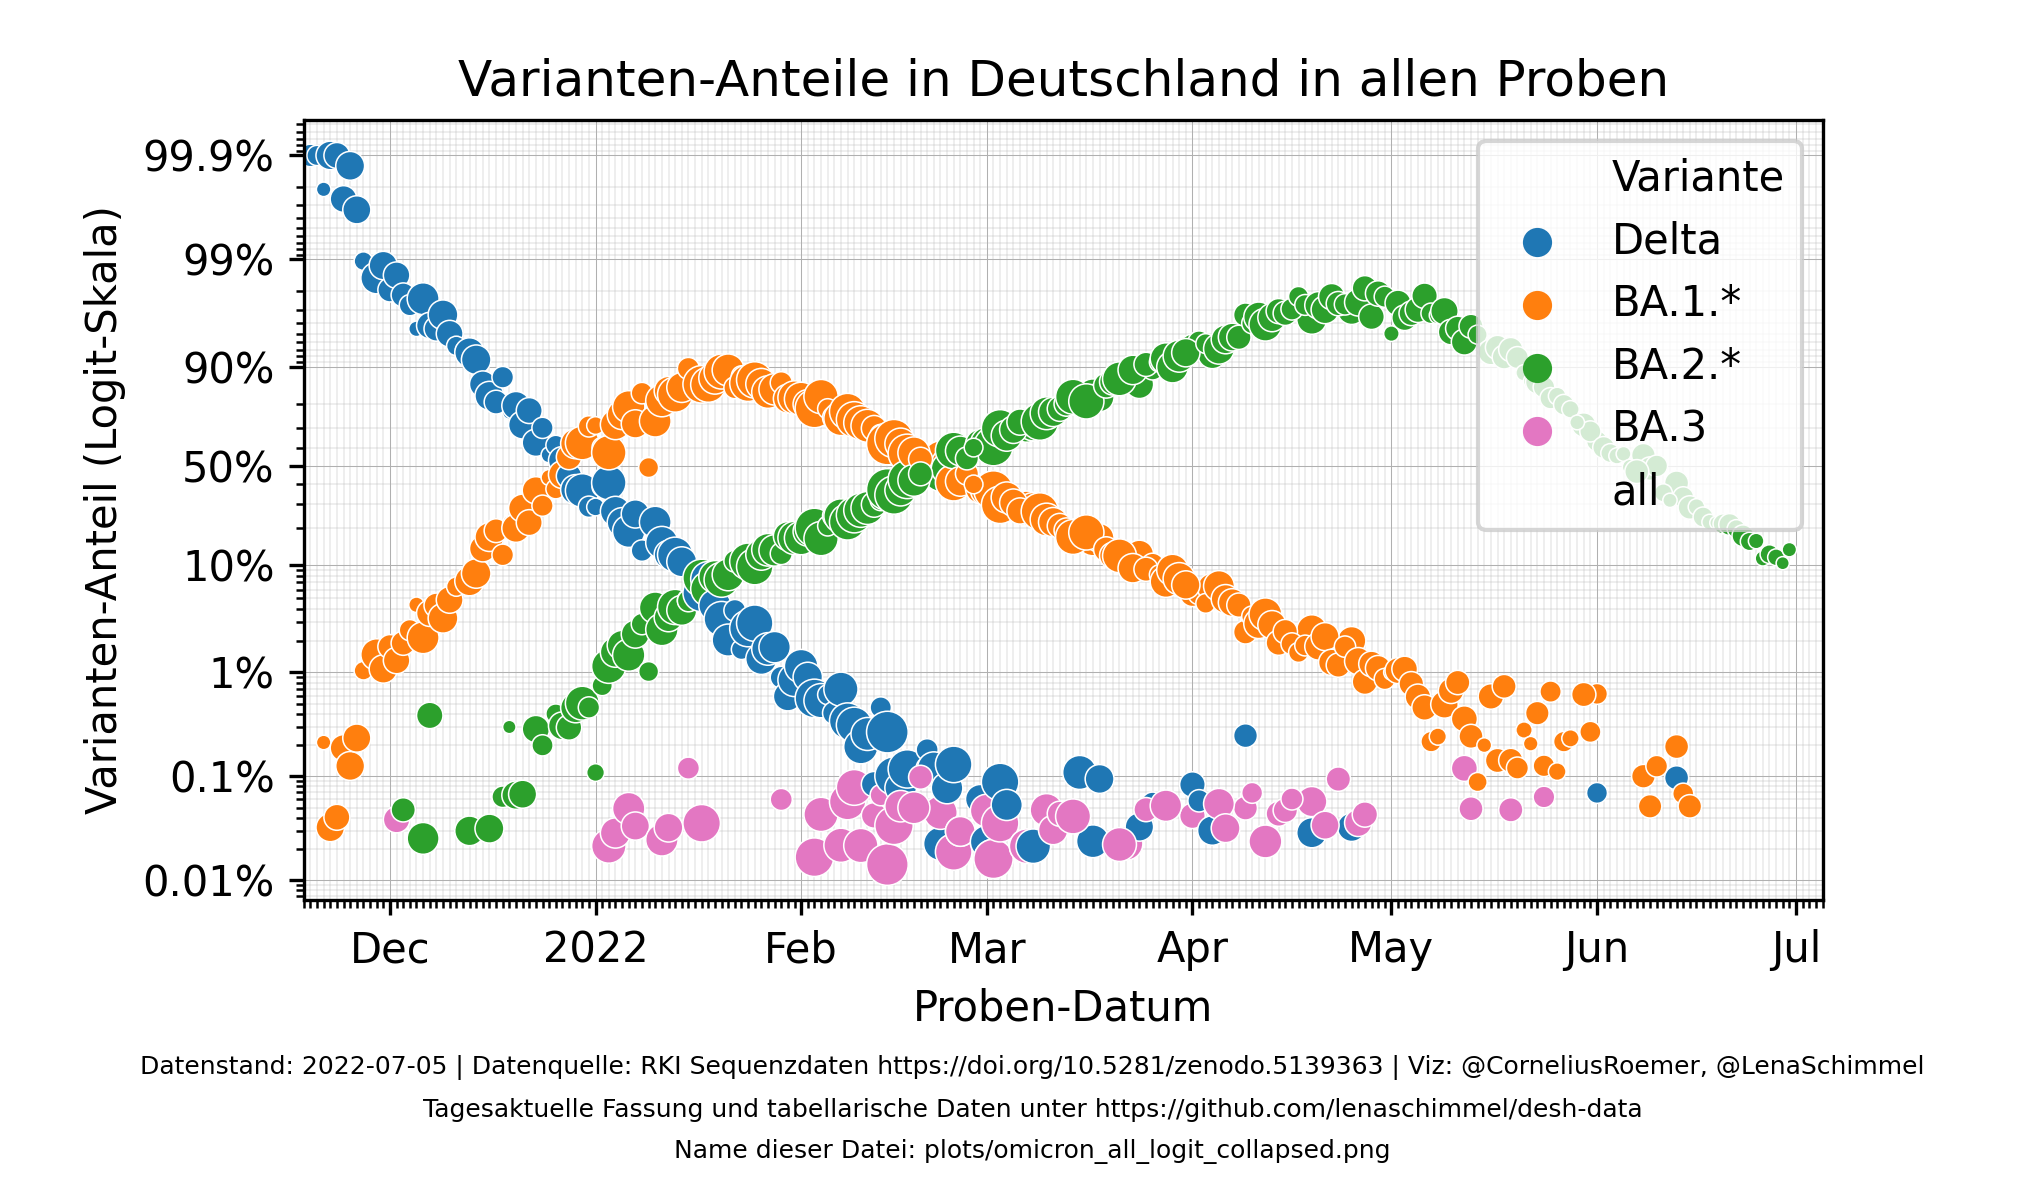 Varianten-Anteile in Deutschland in allen Proben
Varianten-Anteil (Logit-Skala)
99.9%
99%
90%
50%
10%
1%
0.1%
0.01%
Variante
Delta
BA.1.*
BA.2.*
BA.3
all
Dec 2022 Feb Mar Apr May Jun Jul
Proben-Datum
Datenstand: 2022-07-05 | Datenquelle: RKI Sequenzdaten https://doi.org/10.5281/zenodo.5139363 | Viz: @CorneliusRoemer, @LenaSchimmel
Tagesaktuelle Fassung und tabellarische Daten unter https://github.com/lenaschimmel/desh-data
Name dieser Datei: plots/omicron_all_logit_collapsed.png